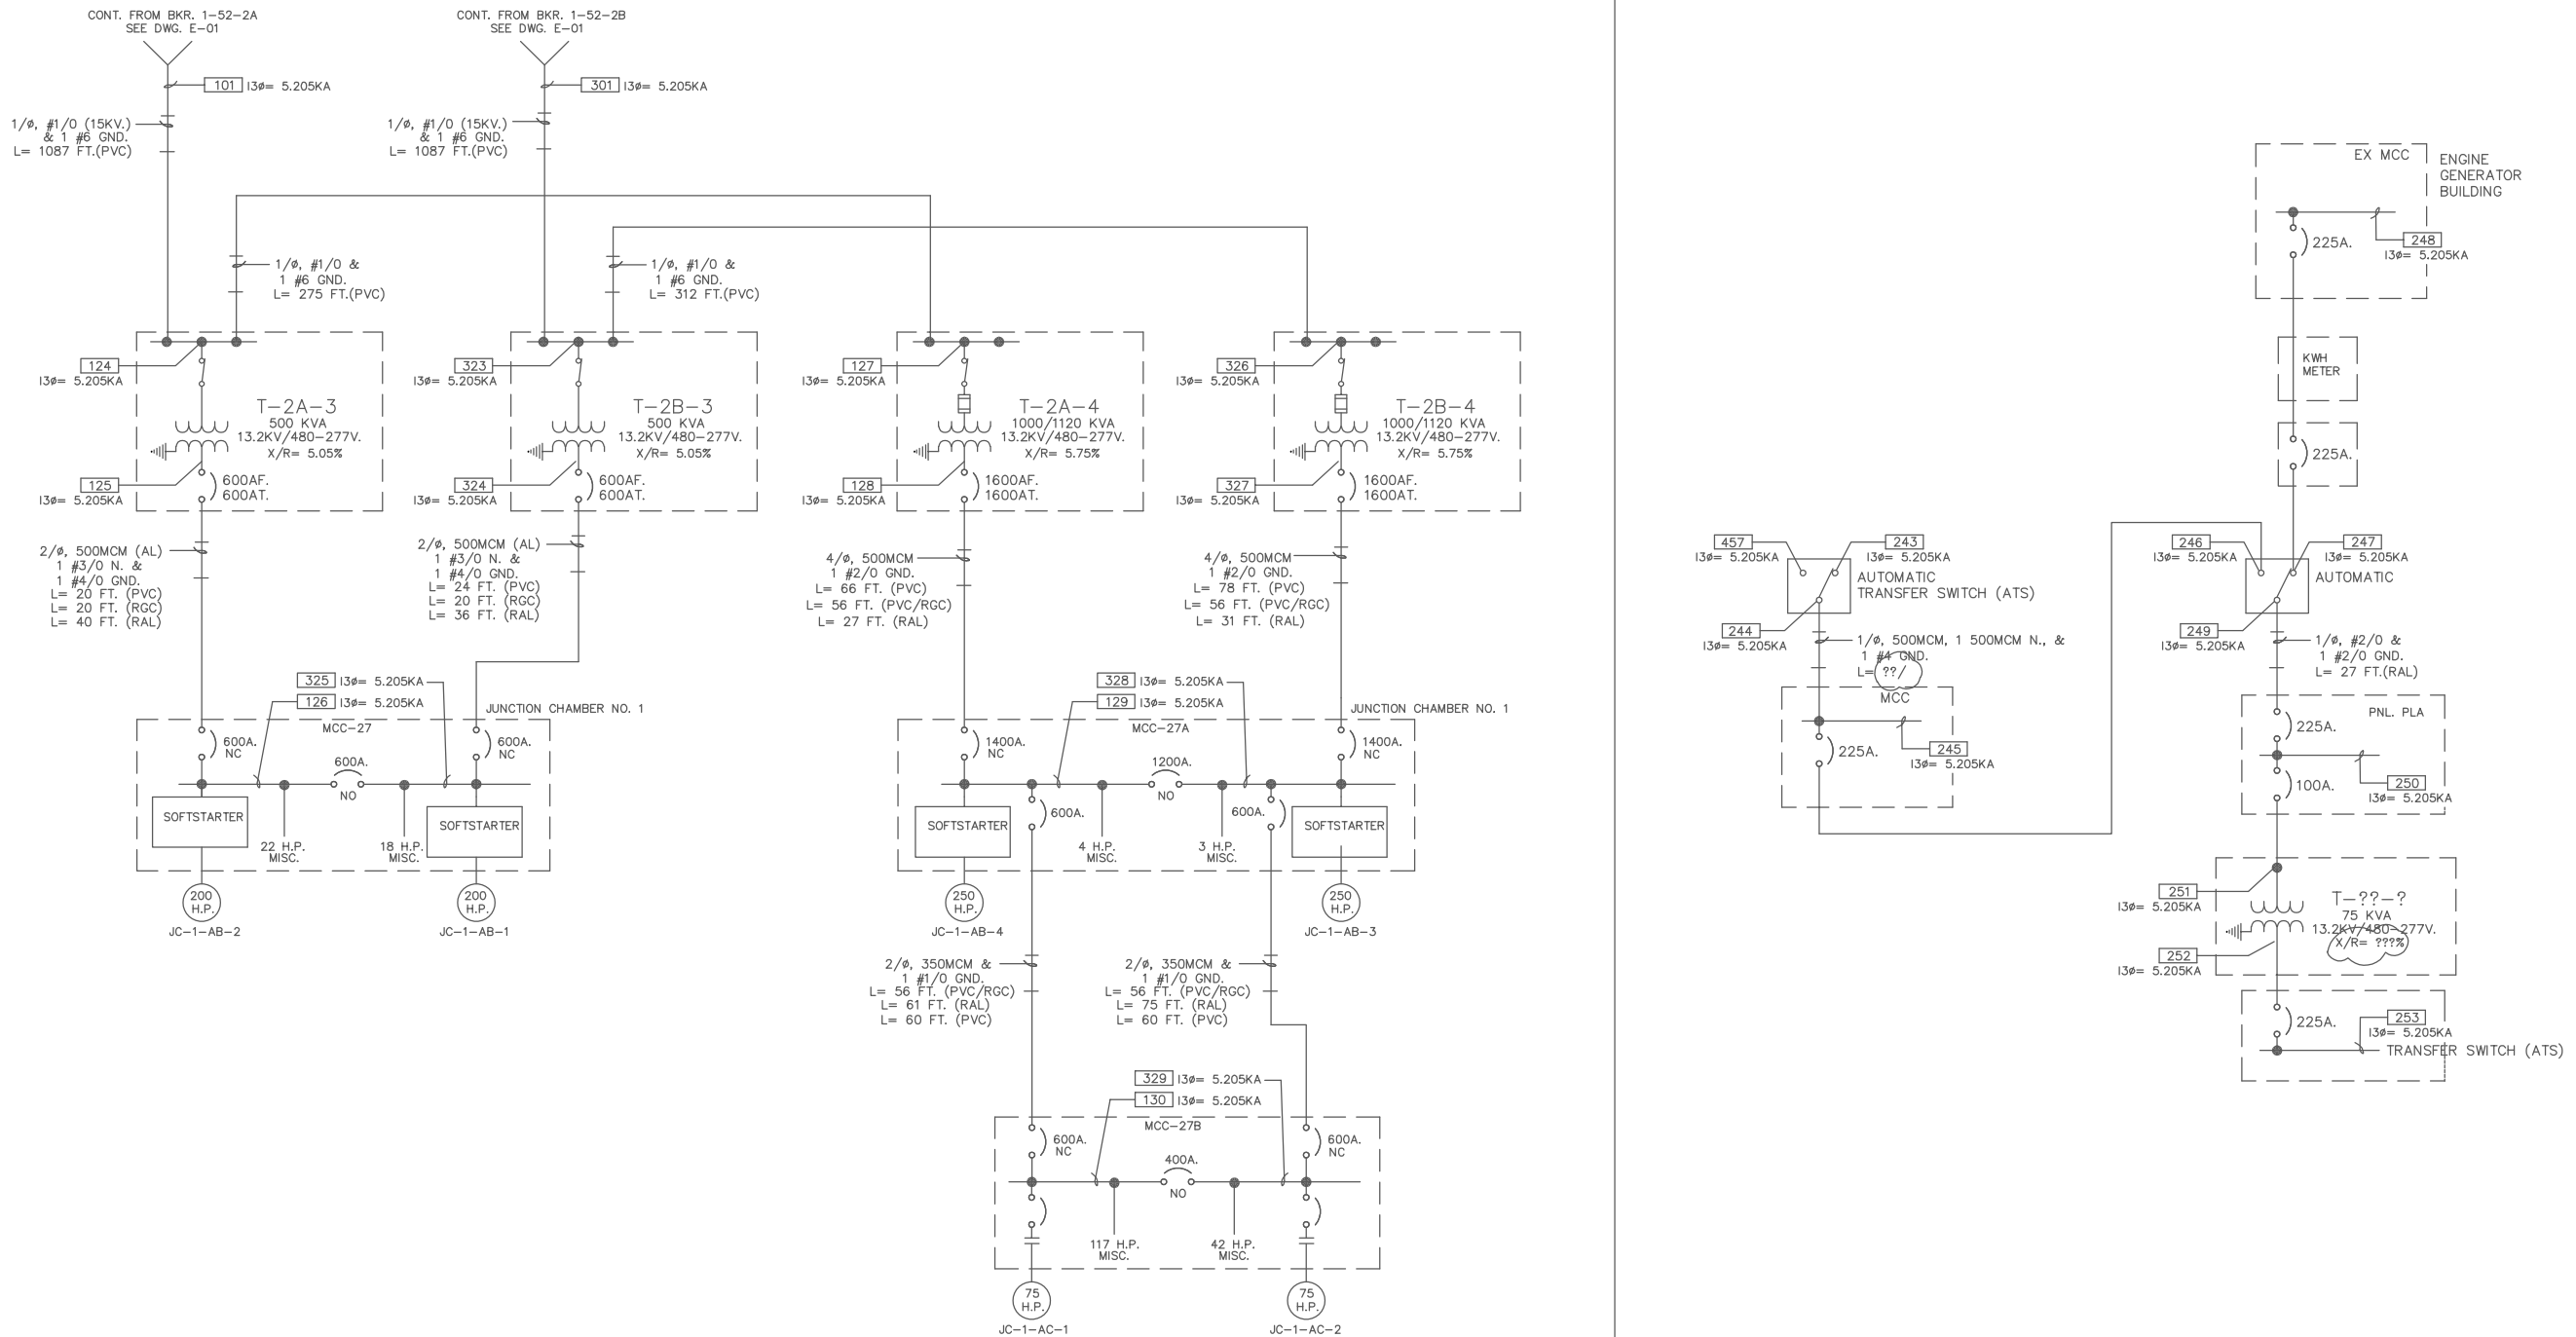 CONT. FROM BKR. 1-52-2A
SEE DWG. E-01
101 I3ø= 5.205KA
1/ø, #1/0 (15KV.)
& 1 #6 GND.
L= 1087 FT.(PVC)
CONT. FROM BKR. 1-52-2B
SEE DWG. E-01
301 I3ø= 5.205KA
1/ø, #1/0 (15KV.)
& 1 #6 GND.
L= 1087 FT.(PVC)
1/ø, #1/0 &
1 #6 GND.
L= 275 FT.(PVC)
1/ø, #1/0 &
1 #6 GND.
L= 312 FT.(PVC)
124
I3ø= 5.205KA
T-2A-3
500 KVA
13.2KV/480-277V.
X/R= 5.05%
125
I3ø= 5.205KA
600AF.
600AT.
323
I3ø= 5.205KA
T-2B-3
500 KVA
13.2KV/480-277V.
X/R= 5.05%
324
I3ø= 5.205KA
600AF.
600AT.
127
I3ø= 5.205KA
T-2A-4
1000/1120 KVA
13.2KV/480-277V.
X/R= 5.75%
128
I3ø= 5.205KA
1600AF.
1600AT.
326
I3ø= 5.205KA
T-2B-4
1000/1120 KVA
13.2KV/480-277V.
X/R= 5.75%
327
I3ø= 5.205KA
1600AF.
1600AT.
2/ø, 500MCM (AL)
1 #3/0 N. &
1 #4/0 GND.
L= 20 FT. (PVC)
L= 20 FT. (RGC)
L= 40 FT. (RAL)
2/ø, 500MCM (AL)
1 #3/0 N. &
1 #4/0 GND.
L= 24 FT. (PVC)
L= 20 FT. (RGC)
L= 36 FT. (RAL)
4/ø, 500MCM
1 #2/0 GND.
L= 66 FT. (PVC)
L= 56 FT. (PVC/RGC)
L= 27 FT. (RAL)
4/ø, 500MCM
1 #2/0 GND.
L= 78 FT. (PVC)
L= 56 FT. (PVC/RGC)
L= 31 FT. (RAL)
325 I3ø= 5.205KA
126 I3ø= 5.205KA
JUNCTION CHAMBER NO. 1
MCC-27
600A.
NC
600A.
NO
600A.
NC
SOFTSTARTER
22 H.P.
MISC.
18 H.P.
MISC.
SOFTSTARTER
200
H.P.
JC-1-AB-2
200
H.P.
JC-1-AB-1
328 I3ø= 5.205KA
129 I3ø= 5.205KA
JUNCTION CHAMBER NO. 1
MCC-27A
1400A.
NC
1200A.
NO
1400A.
NC
SOFTSTARTER
600A.
4 H.P.
MISC.
3 H.P.
MISC.
600A.
SOFTSTARTER
250
H.P.
JC-1-AB-4
250
H.P.
JC-1-AB-3
2/ø, 350MCM &
1 #1/0 GND.
L= 56 FT. (PVC/RGC)
L= 61 FT. (RAL)
L= 60 FT. (PVC)
2/ø, 350MCM &
1 #1/0 GND.
L= 56 FT. (PVC/RGC)
L= 75 FT. (RAL)
L= 60 FT. (PVC)
329 I3ø= 5.205KA
130 I3ø= 5.205KA
MCC-27B
600A.
NC
400A.
NO
600A.
NC
117 H.P.
MISC.
42 H.P.
MISC.
75
H.P.
JC-1-AC-1
75
H.P.
JC-1-AC-2
EX MCC
ENGINE
GENERATOR
BUILDING
225A.
248
I3ø= 5.205KA
KWH
METER
225A.
457
I3ø= 5.205KA
243
I3ø= 5.205KA
AUTOMATIC
TRANSFER SWITCH (ATS)
244
I3ø= 5.205KA
1/ø, 500MCM, 1 500MCM N., &
1 #4 GND.
L= ??/
MCC
225A.
245
I3ø= 5.205KA
246
I3ø= 5.205KA
247
I3ø= 5.205KA
AUTOMATIC
249
I3ø= 5.205KA
1/ø, #2/0 &
1 #2/0 GND.
L= 27 FT.(RAL)
PNL. PLA
225A.
100A.
250
I3ø= 5.205KA
251
I3ø= 5.205KA
T-??-?
75 KVA
13.2KV/480-277V.
X/R= ???%
252
I3ø= 5.205KA
225A.
253
I3ø= 5.205KA
TRANSFER SWITCH (ATS)